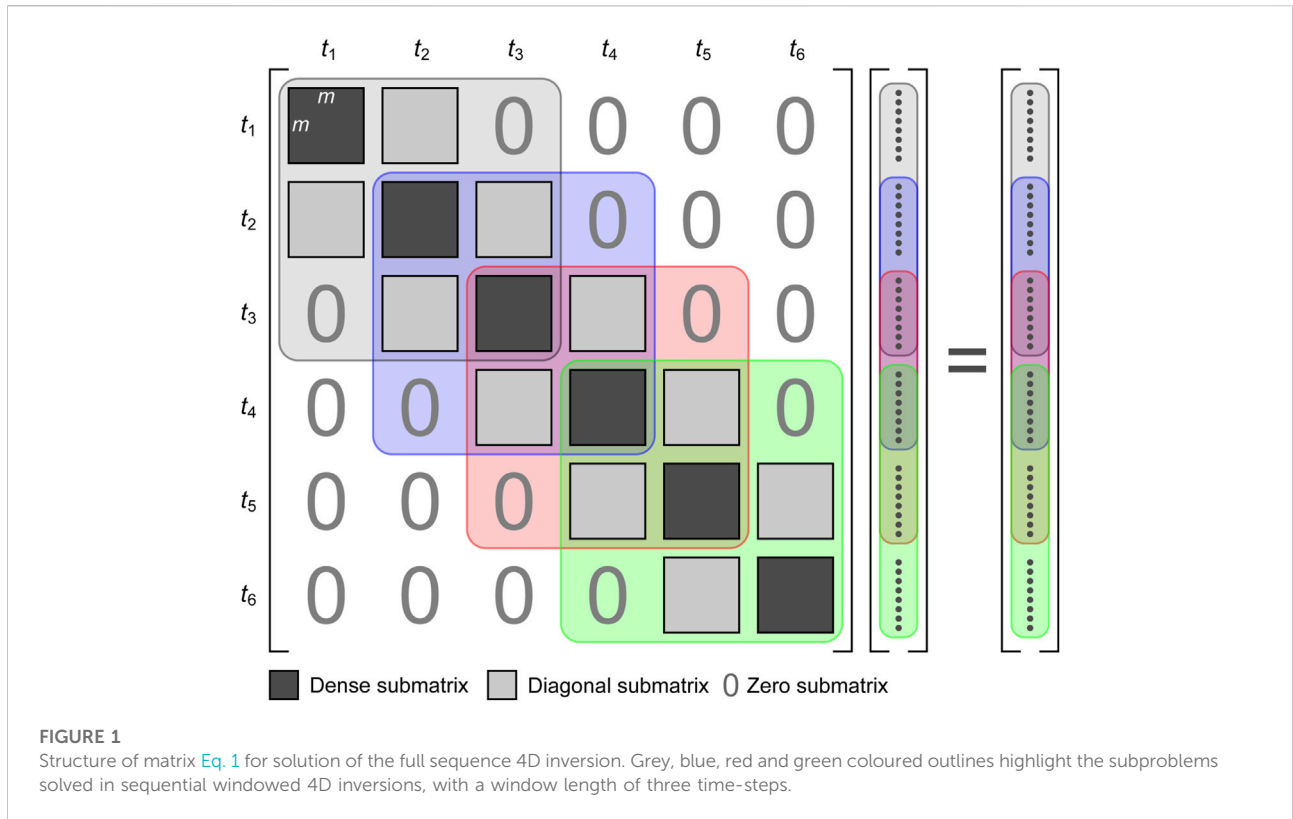 t1 t2 t3 t4 t5 t6
t1 m m 0 0 0 0
t2 0 0 0
t3 0 0 0
t4 0 0 0
t5 0 0 0
t6 0 0 0 0
=
Dense submatrix Diagonal submatrix 0 Zero submatrix
FIGURE 1
Structure of matrix Eq. 1 for solution of the full sequence 4D inversion. Grey, blue, red and green coloured outlines highlight the subproblems
solved in sequential windowed 4D inversions, with a window length of three time-steps.